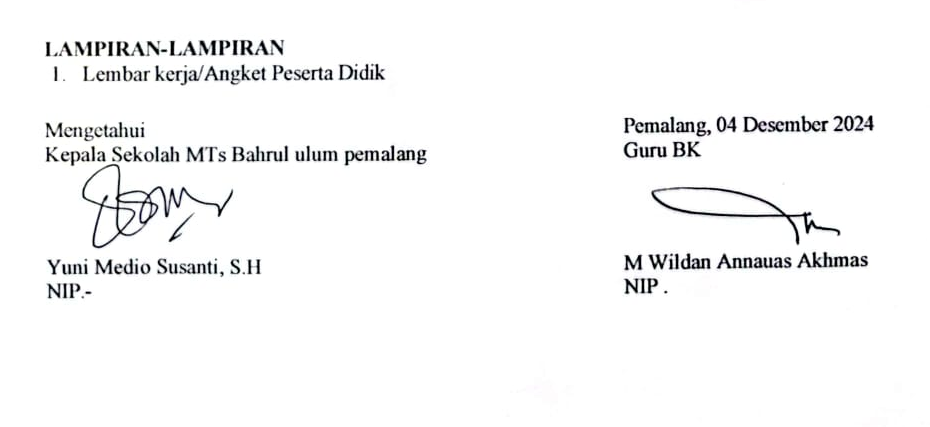 LAMPIRAN-LAMPIRAN
1. Lembar kerja/Angket Peserta Didik
Mengetahui
Kepala Sekolah MTs Bahrul ulum pemalang
Yuni Medio Susanti, S.H
NIP.-
Pemalang, 04 Desember 2024
Guru BK
M Wildan Annauas Akhmas
NIP .